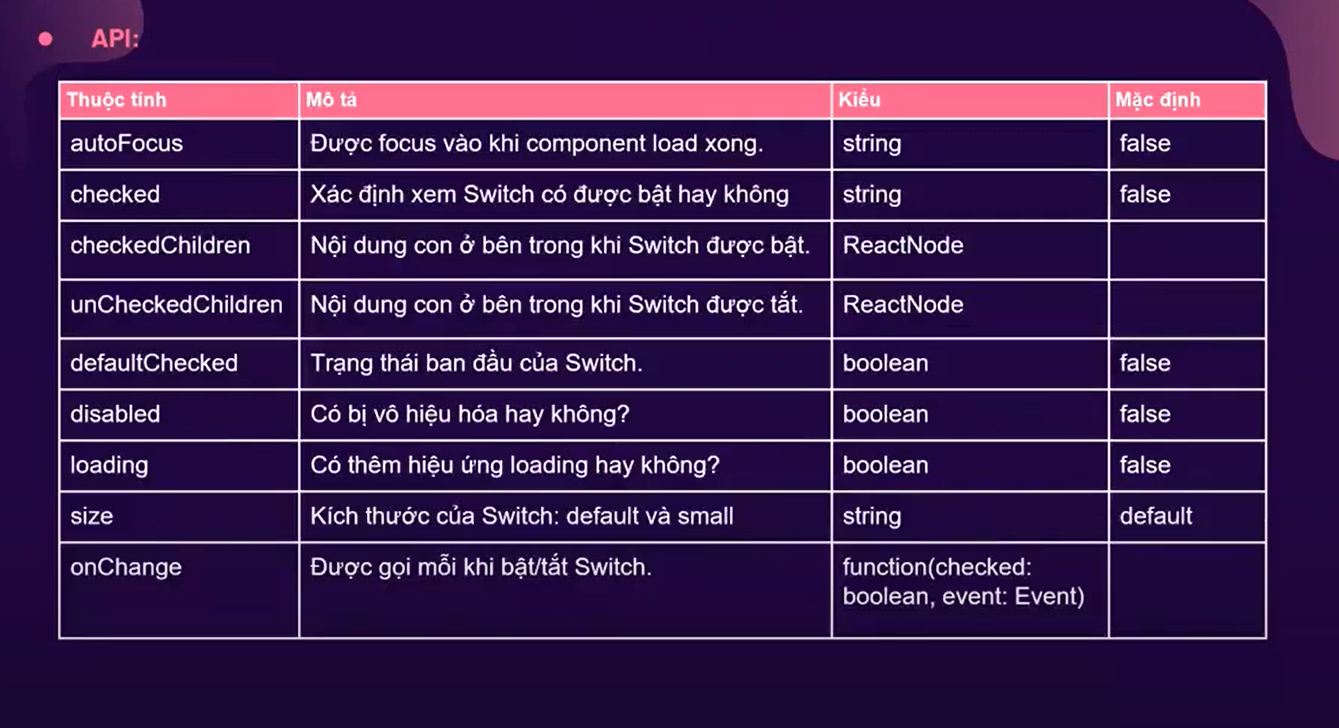 API:
Thuộc tính Mô tả Kiểu Mặc định
autoFocus Được focus vào khi component load xong. string false
checked Xác định xem Switch có được bật hay không string false
checkedChildren Nội dung con ở bên trong khi Switch được bật. ReactNode
unCheckedChildren Nội dung con ở bên trong khi Switch được tắt. ReactNode
defaultChecked Trạng thái ban đầu của Switch. boolean false
disabled Có bị vô hiệu hóa hay không? boolean false
loading Có thêm hiệu ứng loading hay không? boolean false
size Kích thước của Switch: default và small string default
onChange Được gọi mỗi khi bật/tắt Switch. function(checked:
boolean, event: Event)